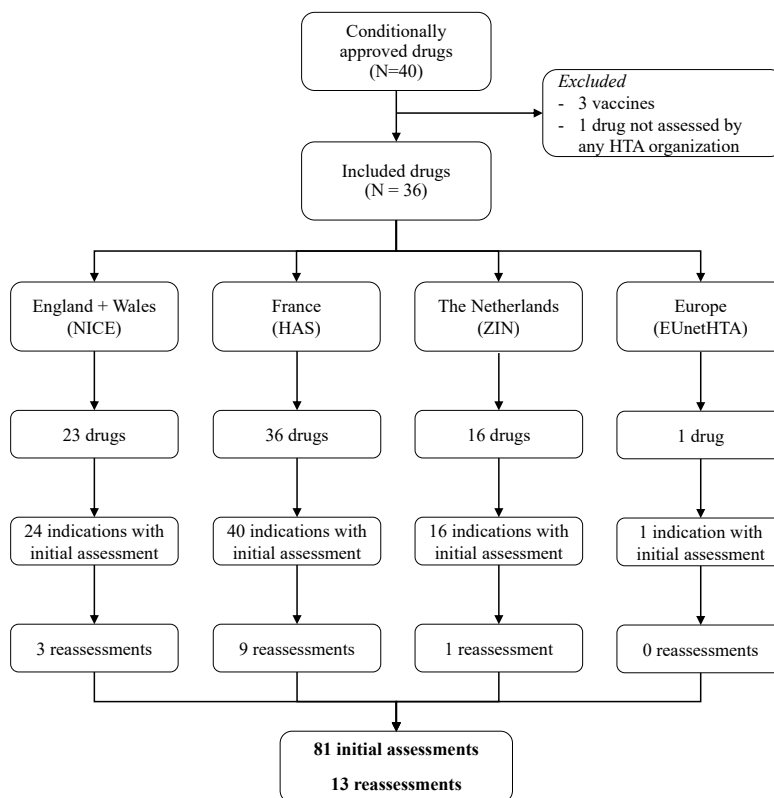 Conditionally
approved drugs
(N=40)
Excluded
- 3 vaccines
- 1 drug not assessed by
any HTA organization
Included drugs
(N = 36)
England + Wales
(NICE)
France
(HAS)
The Netherlands
(ZIN)
Europe
(EUnetHTA)
23 drugs
36 drugs
16 drugs
1 drug
24 indications with
initial assessment
40 indications with
initial assessment
16 indications with
initial assessment
1 indication with
initial assessment
3 reassessments
9 reassessments
1 reassessment
0 reassessments
81 initial assessments
13 reassessments